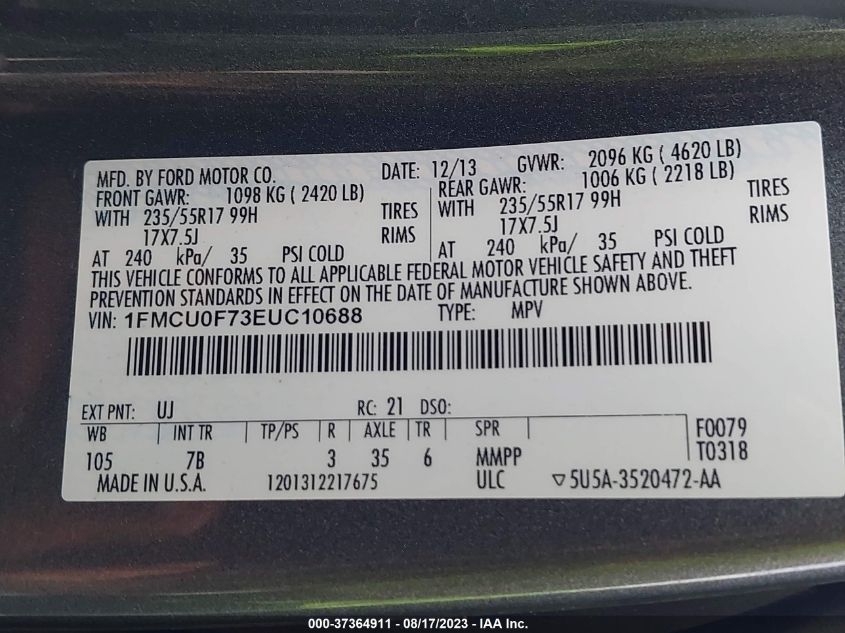 MFD. BY FORD MOTOR CO. DATE: 12/13 GVWR: 2096 KG ( 4620 LB)
FRONT GAWR: 1098 KG ( 2420 LB) REAR GAWR: 1006 KG ( 2218 LB)
WITH 235/55R17 99H TIRES WITH 235/55R17 99H TIRES
17X7.5J RIMS 17X7.5J RIMS
AT 240 kPa/ 35 PSI COLD AT 240 kPa/ 35 PSI COLD
THIS VEHICLE CONFORMS TO ALL APPLICABLE FEDERAL MOTOR VEHICLE SAFETY AND THEFT
PREVENTION STANDARDS IN EFFECT ON THE DATE OF MANUFACTURE SHOWN ABOVE.
VIN: 1FMCU0F73EUC10688 TYPE: MPV
EXT PNT: UJ RC: 21 DSO:
WB INT TR TP/PS R AXLE TR SPR F0079
105 7B 3 35 6 MMPP T0318
MADE IN U.S.A. 1201312217675 ULC ▽5U5A-3520472-AA
000-37364911 - 08/17/2023 - IAA Inc.